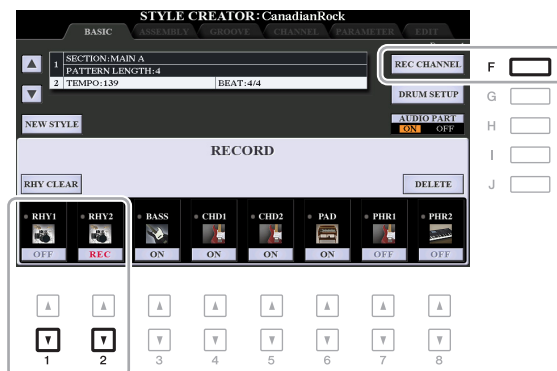 STYLE CREATOR:CanadianRock
BASIC ASSEMBLY GROOVE CHANNEL PARAMETER EDIT
1 SECTION:MAIN A
PATTERN LENGTH:4
2 TEMPO:139 BEAT:4/4
REC CHANNEL F
DRUM SETUP G
NEW STYLE
AUDIO PART H
ON OFF
RECORD
I
RHY CLEAR DELETE J
RHY1 RHY2 BASS CHD1 CHD2 PAD PHR1 PHR2
OFF REC ON ON ON ON OFF OFF
1 2 3 4 5 6 7 8